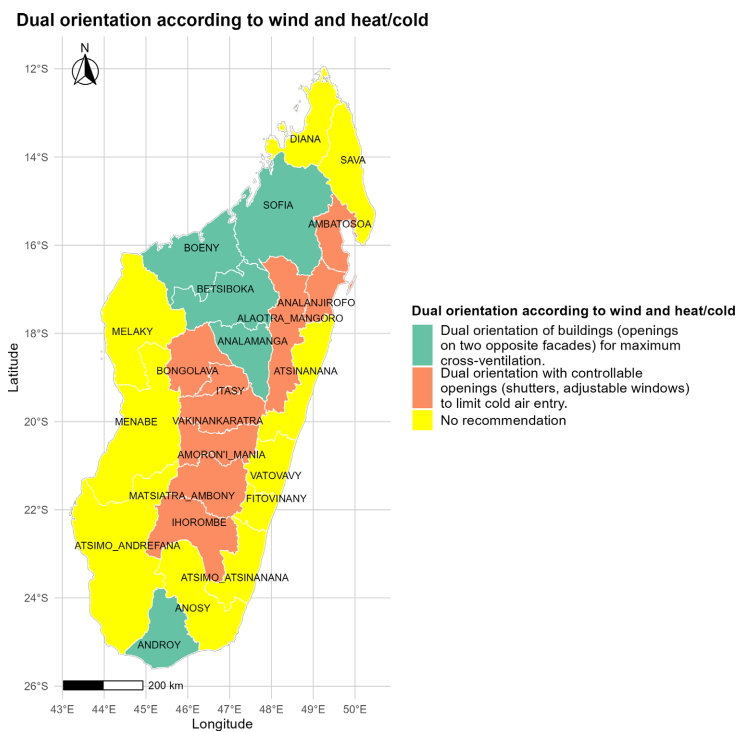 Dual orientation according to wind and heat/cold
N
12°S
14°S
16°S
18°S
20°S
22°S
24°S
26°S
Latitude
DIANA
SAVA
SOFIA
AMBATOSOA
BOENY
BETSIBOKA
ANALANJIROFO
ALAOTRA_MANGORO
MELAKY
ANALAMANGA
BONGOLAVA
ATSINANANA
ITASY
MENABE
VAKINANKARATRA
AMORON'I_MANIA
VATOVAVY
MATSIATRA_AMBONY
FITOVINANY
IHOROMBE
ATSIMO_ANDREFANA
ATSIMO_ATSINANANA
ANOSY
ANDROY
200 km
43°E 44°E 45°E 46°E 47°E 48°E 49°E 50°E
Longitude
Dual orientation according to wind and heat/cold
Dual orientation of buildings (openings
on two opposite facades) for maximum
cross-ventilation.
Dual orientation with controllable
openings (shutters, adjustable windows)
to limit cold air entry.
No recommendation